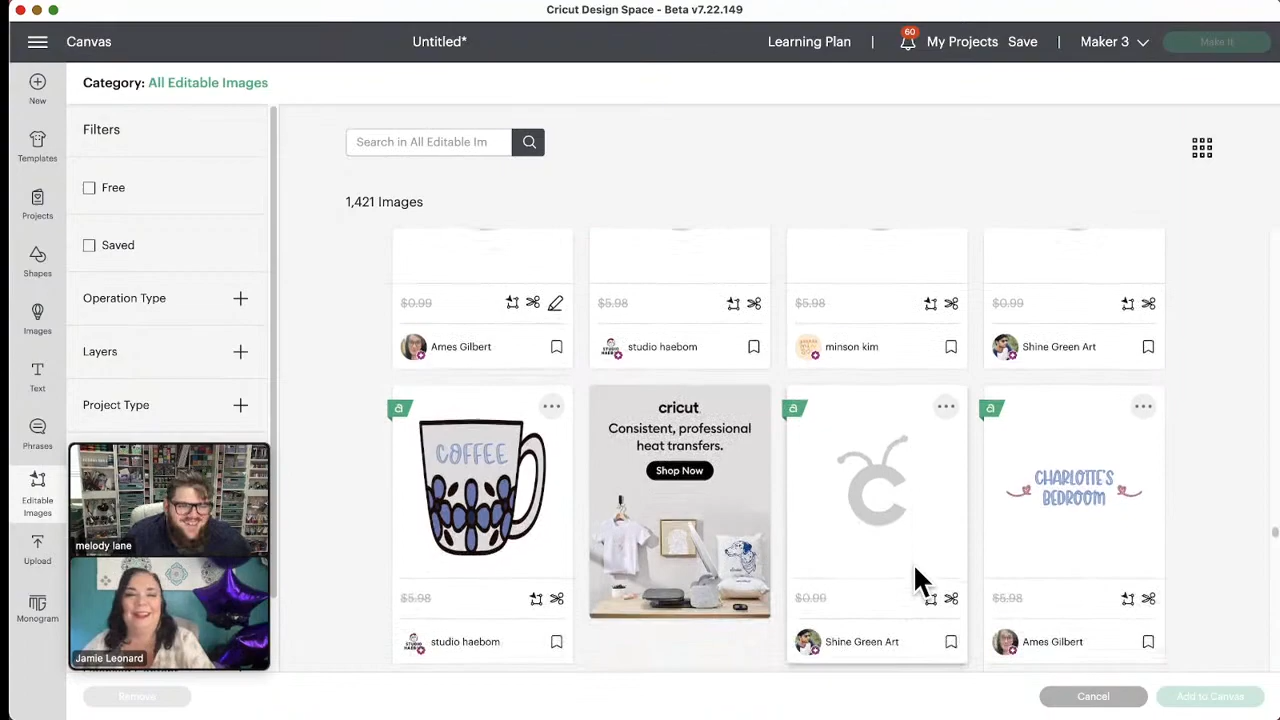 Cricut Design Space - Beta v7.22.149
Canvas
Untitled*
Learning Plan
|
60
My Projects
Save
|
Maker 3
Make It
New
Templates
Projects
Shapes
Images
Text
Phrases
Editable
Images
Upload
Monogram
Category: All Editable Images
Filters
Free
Saved
Operation Type
Layers
Project Type
melody lane
Jamie Leonard
Search in All Editable Im
1,421 Images
$0.99
Ames Gilbert
$5.98
studio haebom
$5.98
minson kim
$0.99
Shine Green Art
a
COFFEE
$5.98
studio haebom
cricut
Consistent, professional
heat transfers.
Shop Now
a
C
$0.99
Shine Green Art
a
CHARLOTTE'S
BEDROOM
$5.98
Ames Gilbert
Remove
Cancel
Add to Canvas